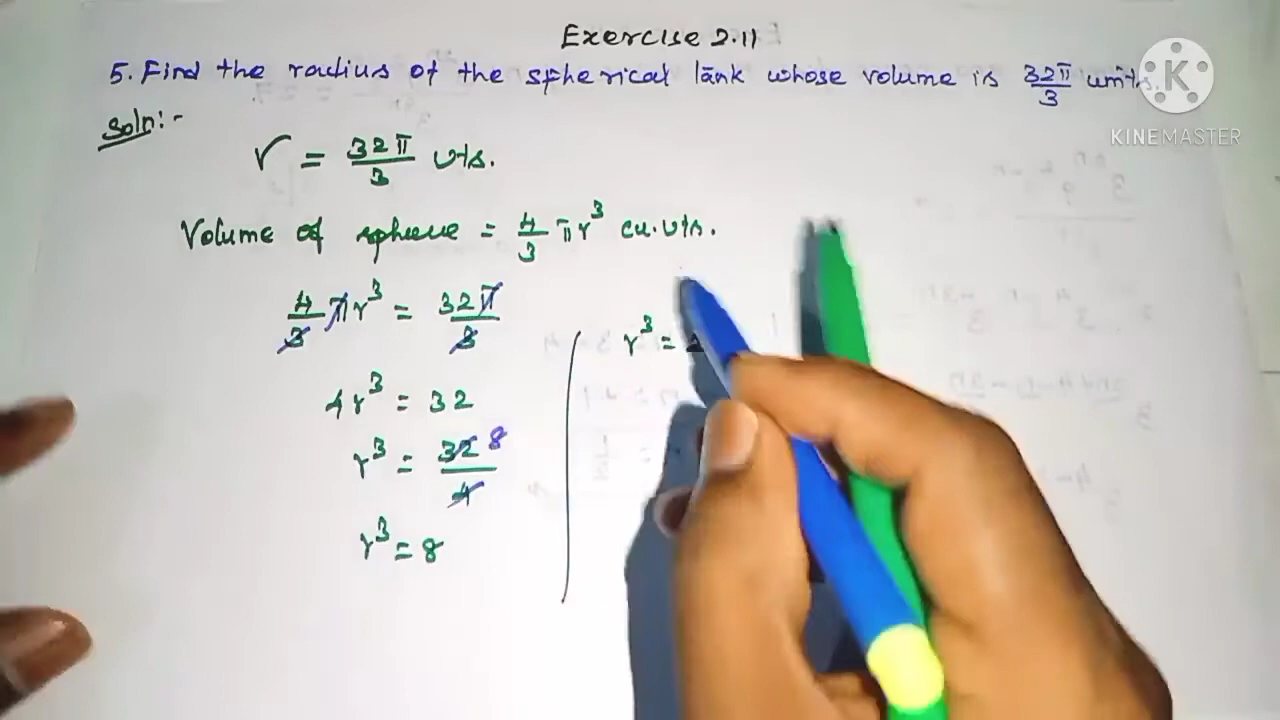 Exercise 2.11
5. Find the radius of the spherical tank whose volume is 32π/3 units.
KINEMASTER
Soln:-
r = 32π/3 uts.
Volume of sphere = 4/3 πr³ cu.uts.
4/3 πr³ = 32π/3
4r³ = 32
r³ = 32/4 8
r³ = 8
r³ =